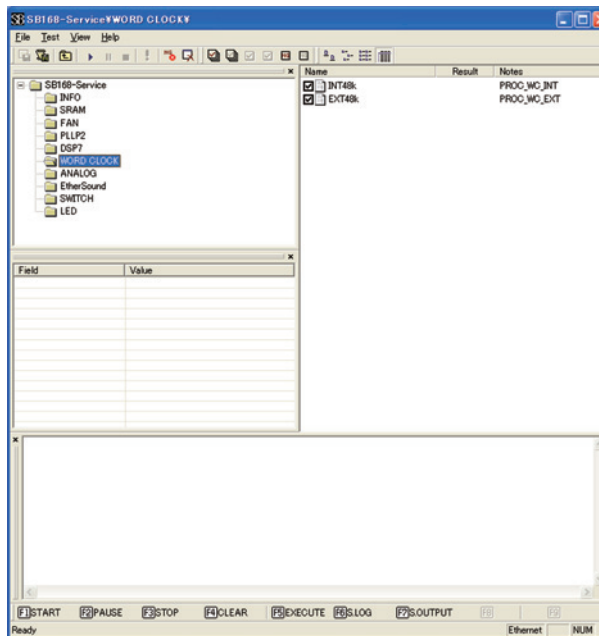 SB168-Service¥WORD CLOCK¥
File Test View Help
Name Result Notes
SB168-Service
INFO
SRAM
FAN
PLLP2
DSP7
WORD CLOCK
ANALOG
EtherSound
SWITCH
LED
INT48k PROC_WC_INT
EXT48k PROC_WC_EXT
Field Value
F1 START F2 PAUSE F3 STOP F4 CLEAR F5 EXECUTE F6 S.LOG F7 S.OUTPUT F8 F9
Ready Ethernet NUM